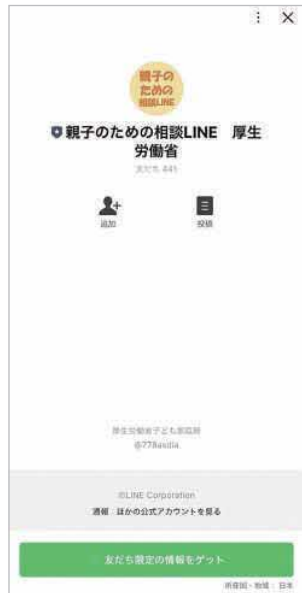 親子の
ための
相談LINE
親子のための相談LINE 厚生
労働省
友だち 441
追加
投稿
厚生労働省子ども家庭局
©LINE Corporation
通報 ほかの公式アカウントを見る
友だち限定の情報をゲット
所在国・地域： 日本